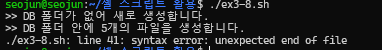 seojun@seojun:~/셸 스크립트 활용$ ./ex3-8.sh
>> DB 폴더가 없어 새로 생성합니다.
>> DB 폴더 안에 5개의 파일을 생성합니다.
./ex3-8.sh: line 41: syntax error: unexpected end of file